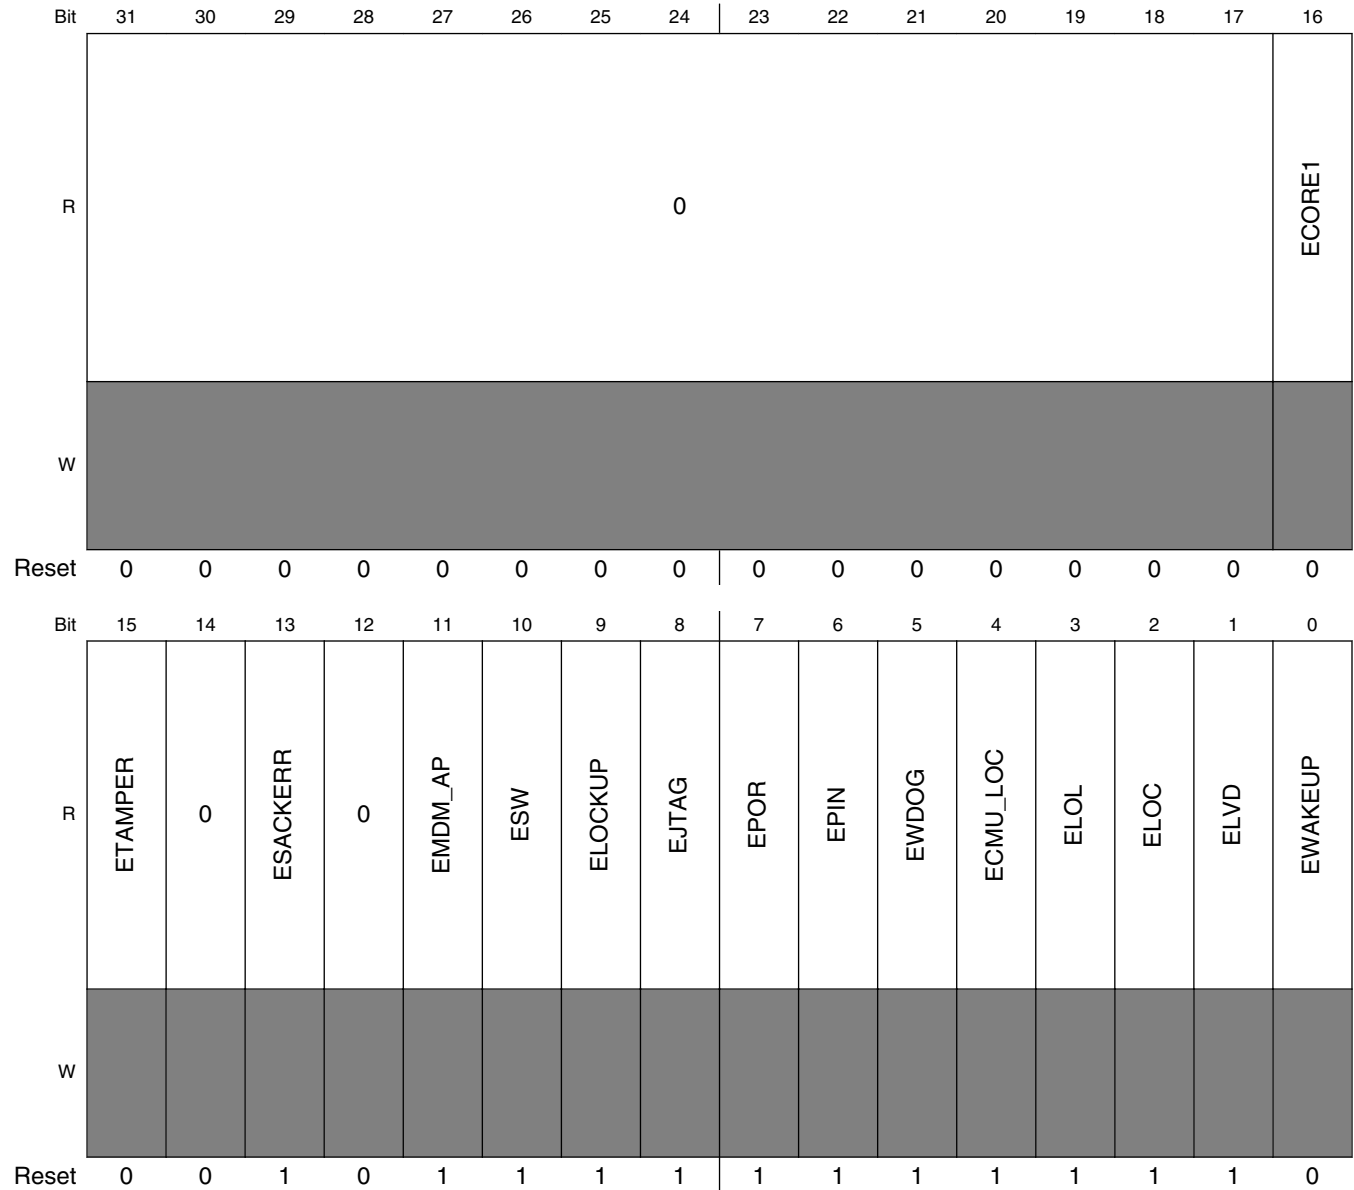 Bit 31 30 29 28 27 26 25 24 23 22 21 20 19 18 17 16
R 0 ECORE1
W
Reset 0 0 0 0 0 0 0 0 0 0 0 0 0 0 0 0
Bit 15 14 13 12 11 10 9 8 7 6 5 4 3 2 1 0
R ETAMPER 0 ESACKERR 0 EMDM_AP ESW ELOCKUP EJTAG EPOR EPIN EWDOG ECMU_LOC ELOL ELOC ELVD EWAKEUP
W
Reset 0 0 1 0 1 1 1 1 1 1 1 1 1 1 1 0